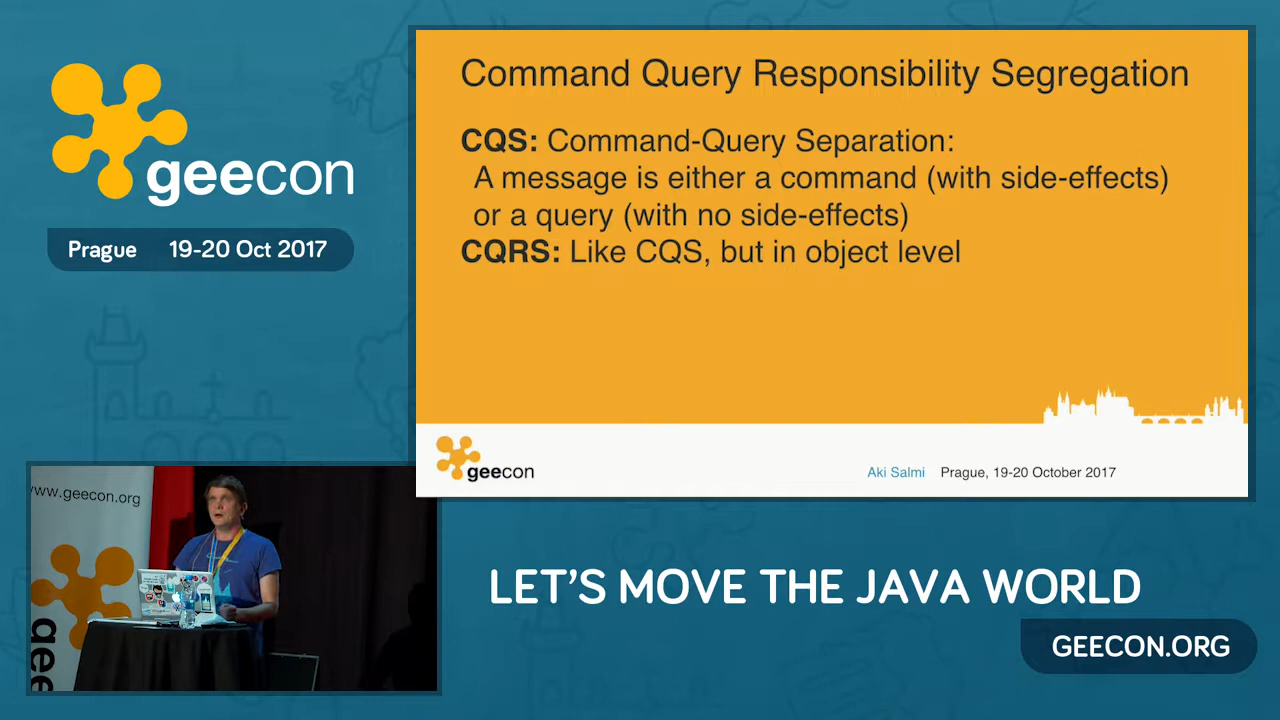 geecon
Prague 19-20 Oct 2017
Command Query Responsibility Segregation
CQS: Command-Query Separation:
A message is either a command (with side-effects)
or a query (with no side-effects)
CQRS: Like CQS, but in object level
geecon
Aki Salmi Prague, 19-20 October 2017
www.geecon.org
gee
LET'S MOVE THE JAVA WORLD
GEECON.ORG